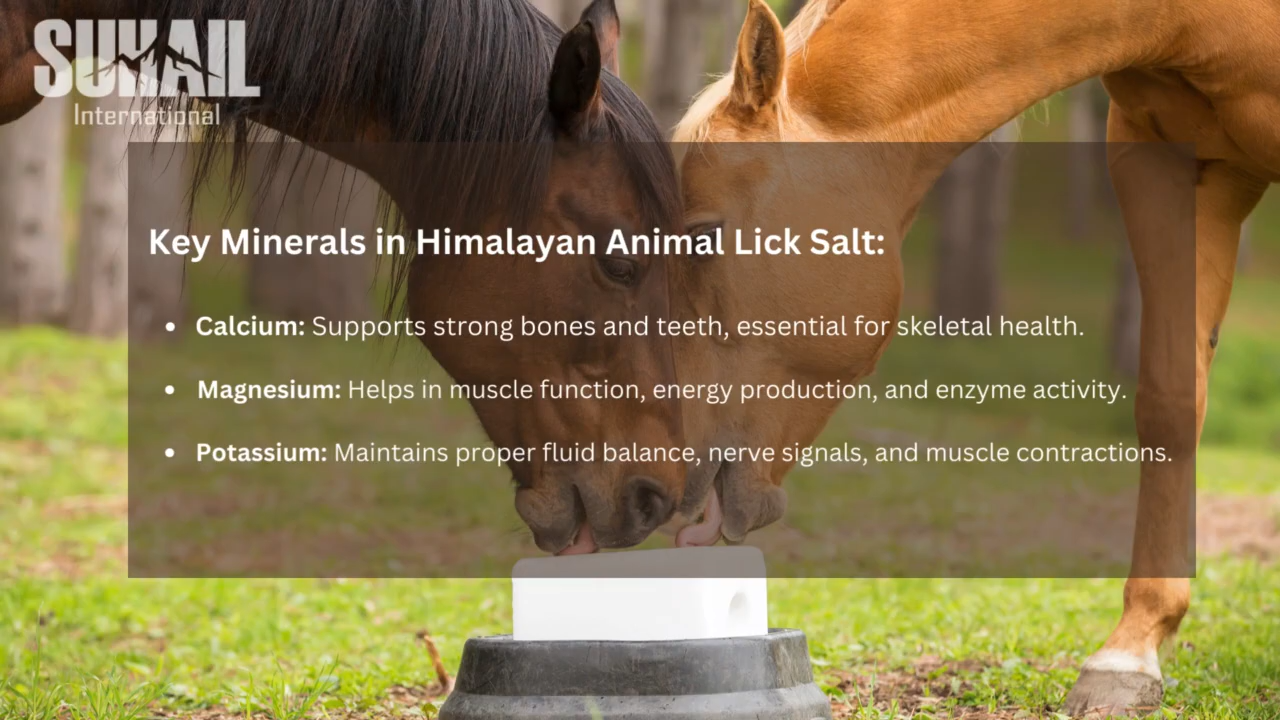 SUHAIL
International
Key Minerals in Himalayan Animal Lick Salt:
• Calcium: Supports strong bones and teeth, essential for skeletal health.
• Magnesium: Helps in muscle function, energy production, and enzyme activity.
• Potassium: Maintains proper fluid balance, nerve signals, and muscle contractions.